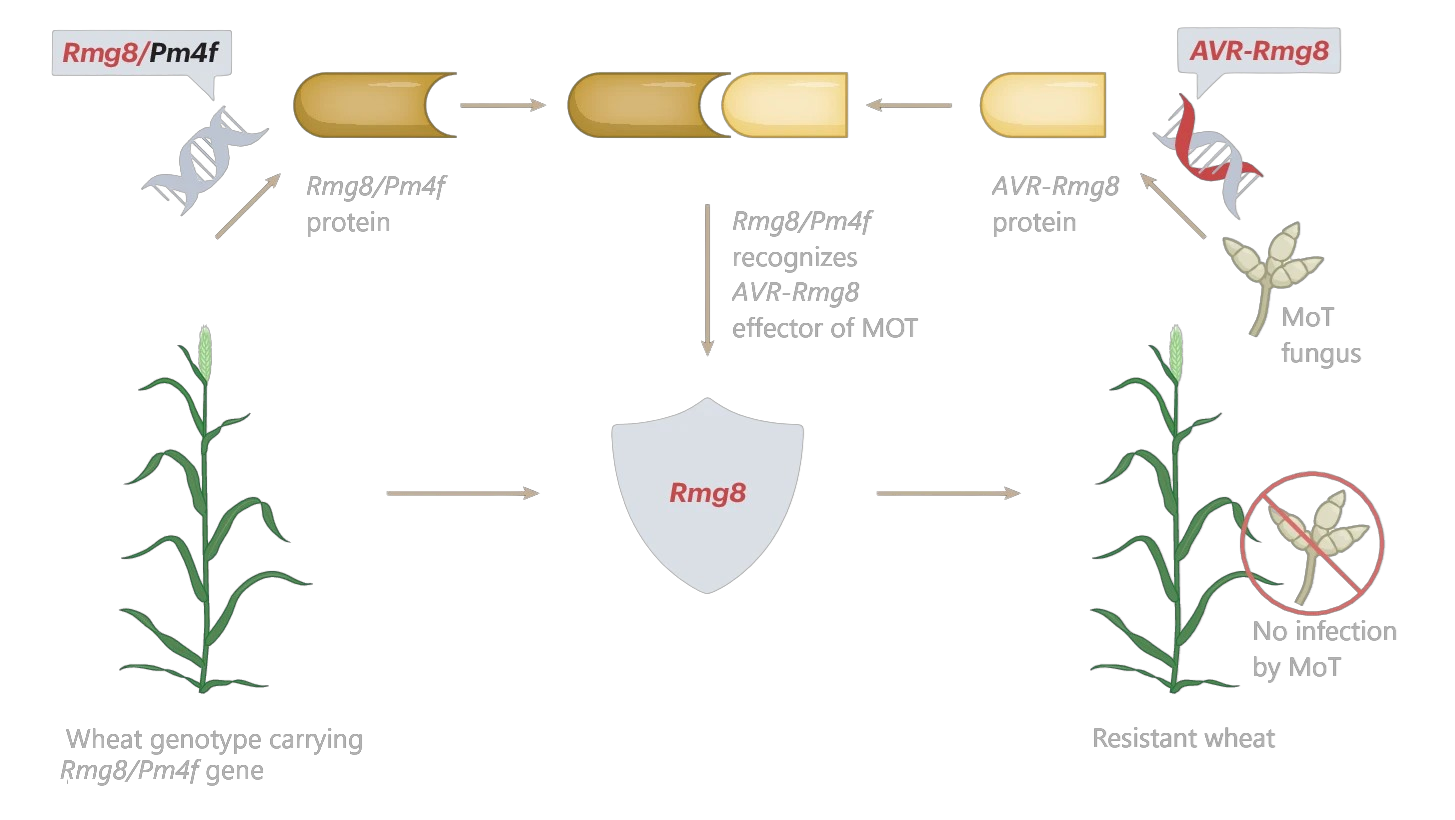 Rmg8/Pm4f
AVR-Rmg8
Rmg8/Pm4f
protein
AVR-Rmg8
protein
Rmg8/Pm4f
recognizes
AVR-Rmg8
effector of MOT
MoT
fungus
Rmg8
No infection
by MoT
Wheat genotype carrying
Rmg8/Pm4f gene
Resistant wheat